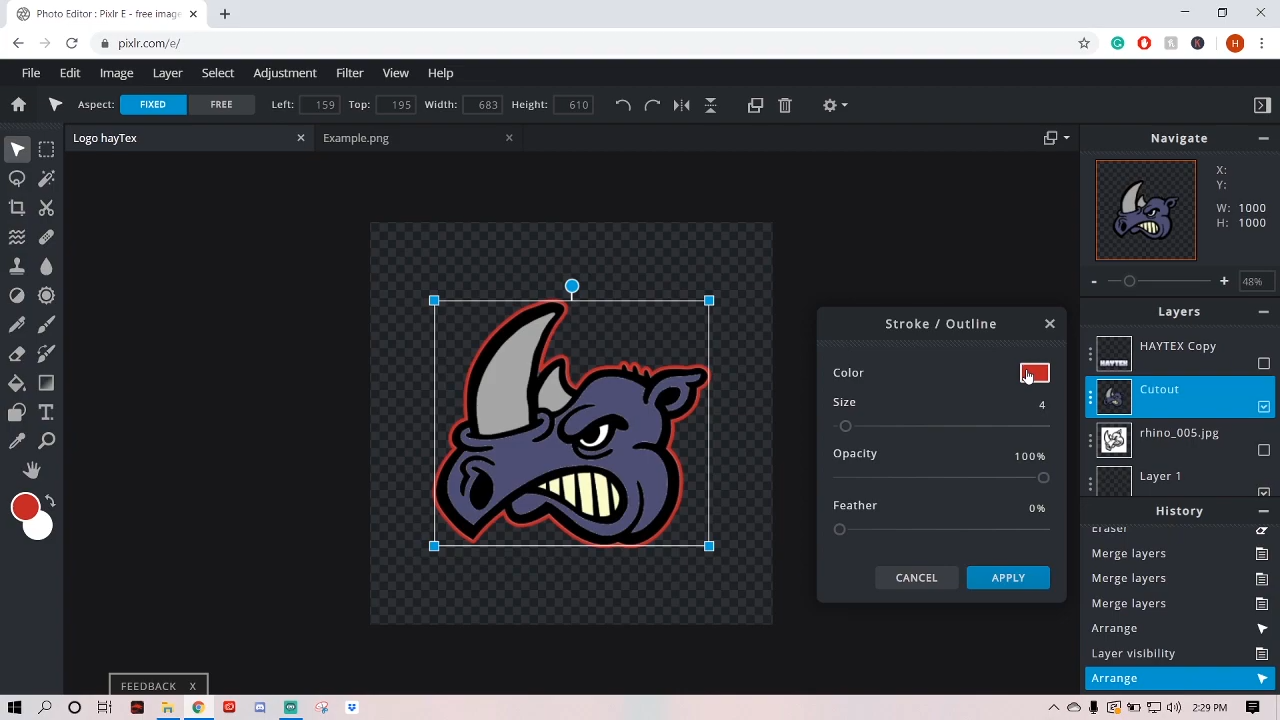 Photo Editor : Pixlr E - free image
pixlr.com/e/
H
File Edit Image Layer Select Adjustment Filter View Help
Aspect: FIXED FREE Left: 159 Top: 195 Width: 683 Height: 610
Logo hayTex
Example.png
Navigate
X:
Y:
W: 1000
H: 1000
- + 48%
Stroke / Outline
Color
Size 4
Opacity 100%
Feather 0%
CANCEL APPLY
Layers
HAYTEX Copy
HAYTEX
Cutout
rhino_005.jpg
Layer 1
History
Eraser
Merge layers
Merge layers
Merge layers
Arrange
Layer visibility
Arrange
FEEDBACK X
2:29 PM